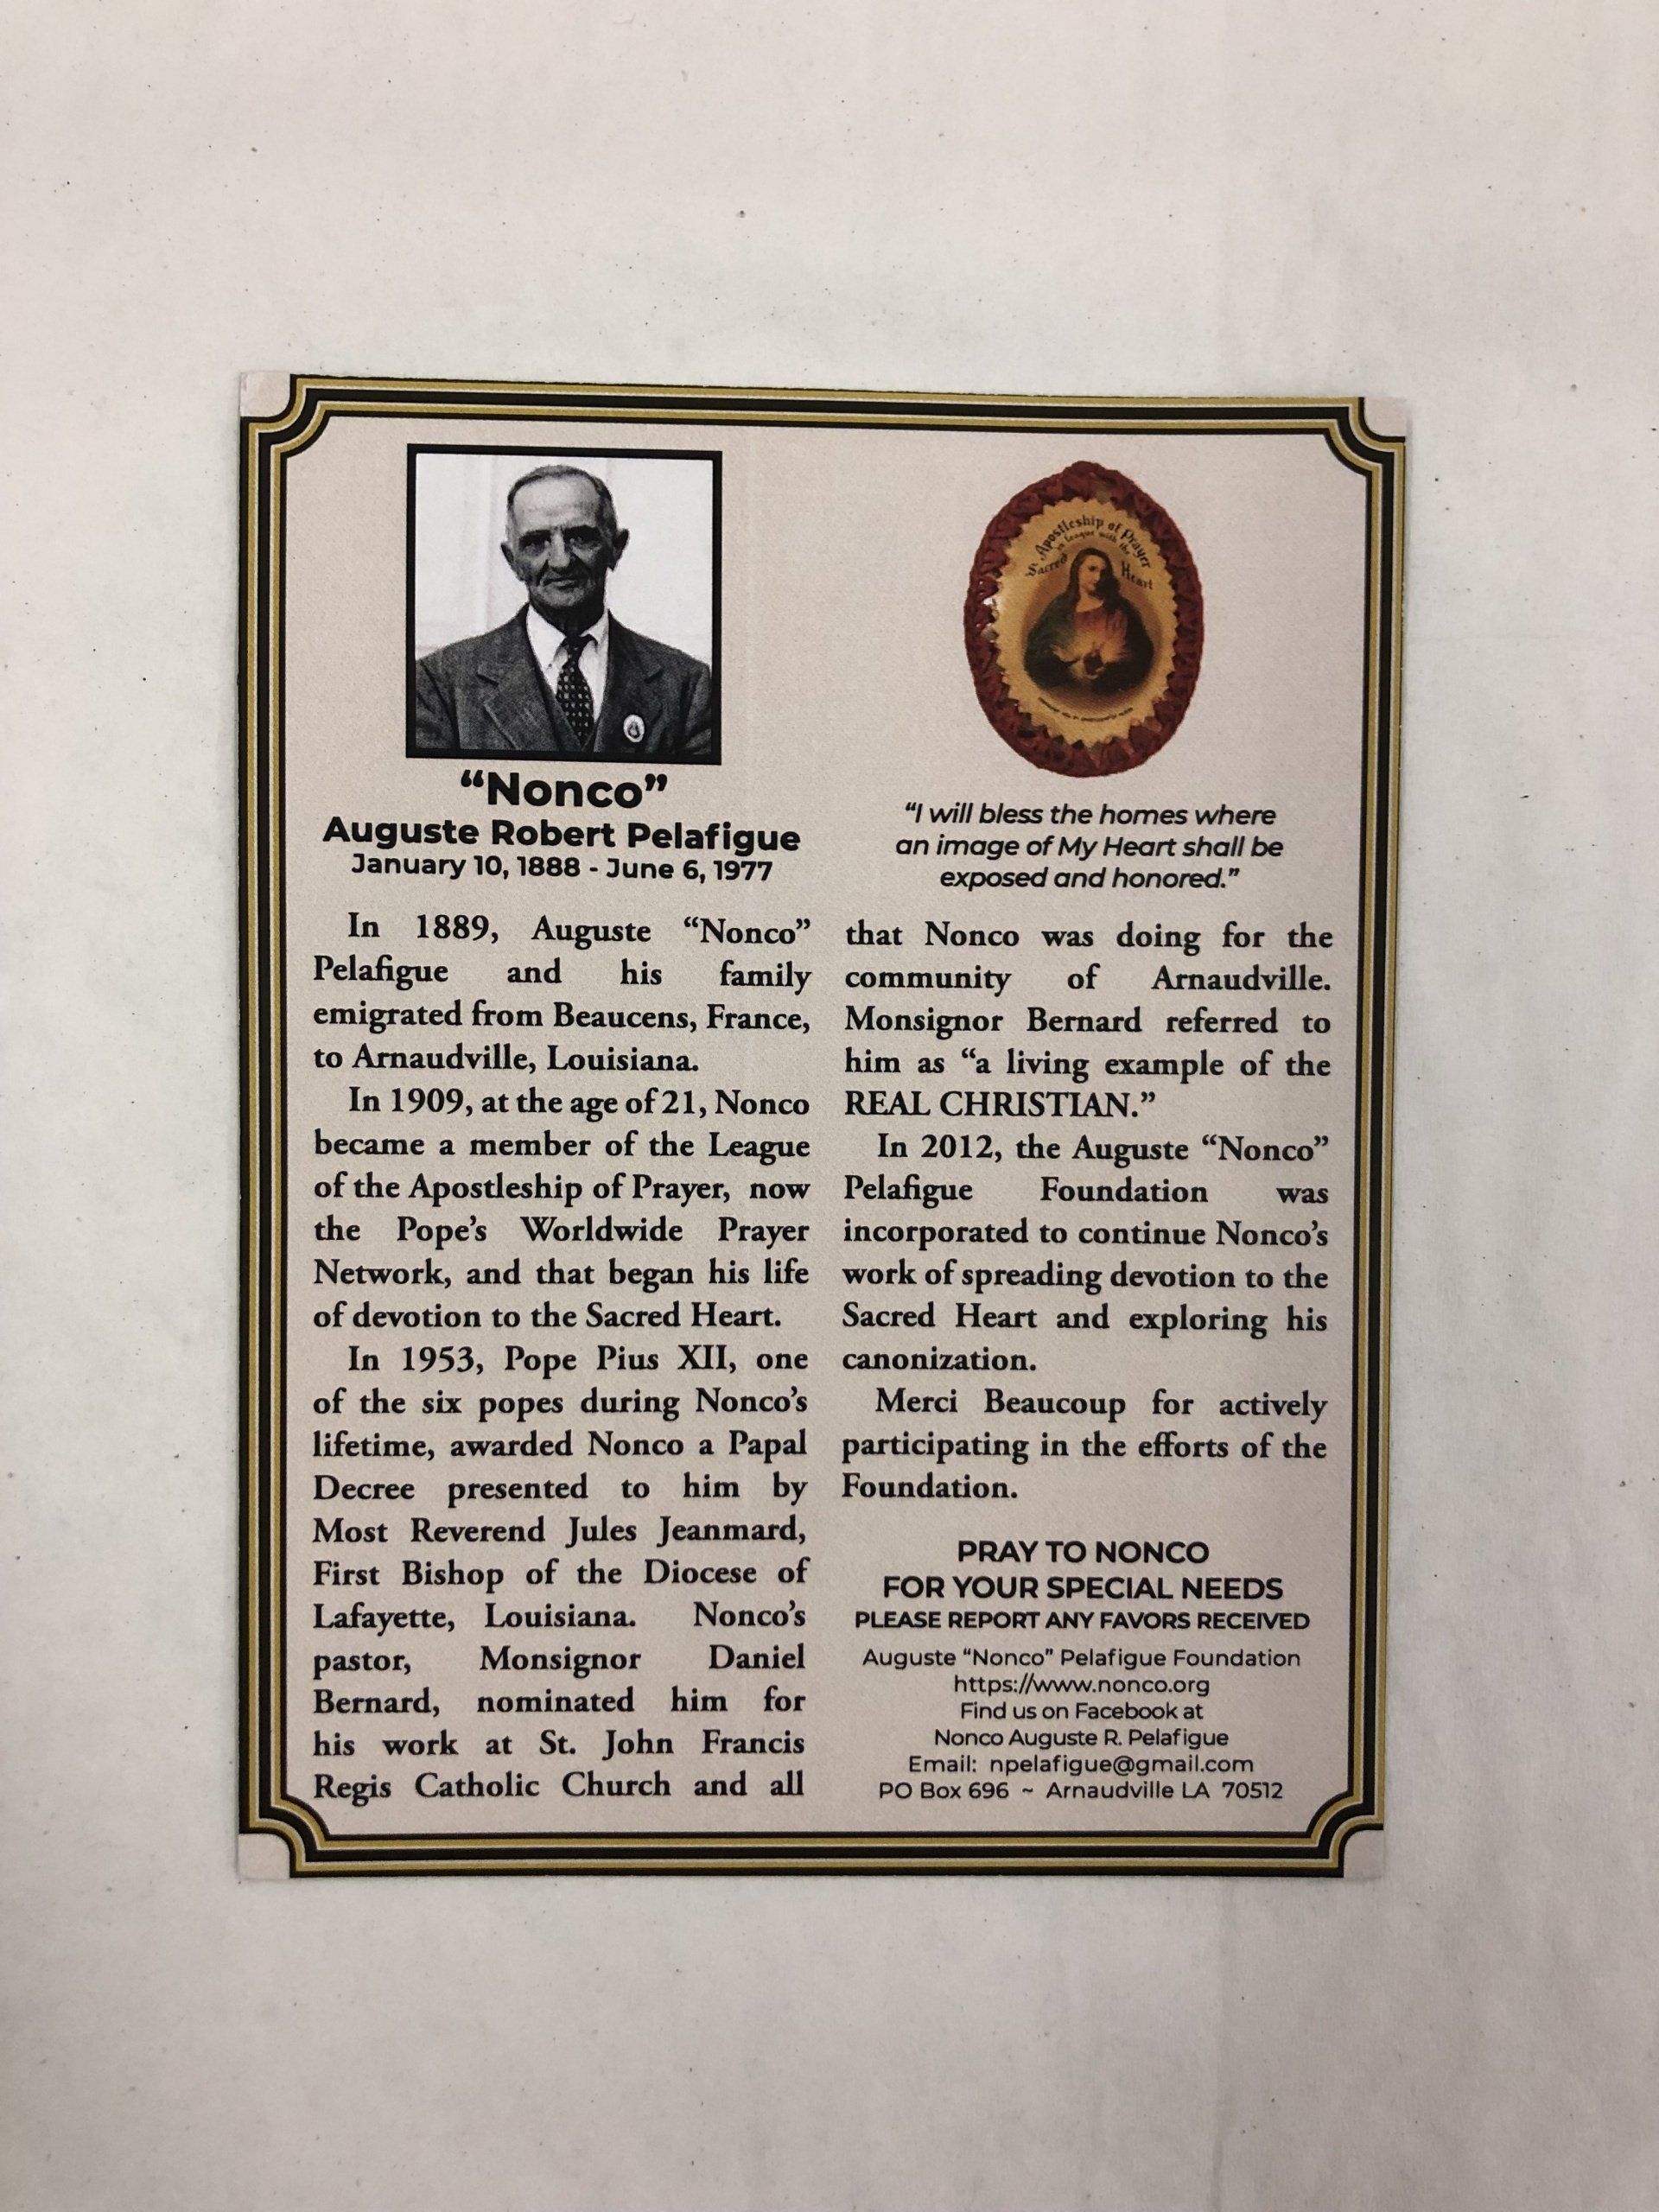 "Nonco"
Auguste Robert Pelafigue
January 10, 1888 - June 6, 1977
In 1889, Auguste "Nonco"
Pelafigue and his family
emigrated from Beaucens, France,
to Arnaudville, Louisiana.
In 1909, at the age of 21, Nonco
became a member of the League
of the Apostleship of Prayer, now
the Pope's Worldwide Prayer
Network, and that began his life
of devotion to the Sacred Heart.
In 1953, Pope Pius XII, one
of the six popes during Nonco's
lifetime, awarded Nonco a Papal
Decree presented to him by
Most Reverend Jules Jeanmard,
First Bishop of the Diocese of
Lafayette, Louisiana. Nonco's
pastor, Monsignor Daniel
Bernard, nominated him for
his work at St. John Francis
Regis Catholic Church and all
Apostleship of Prayer
in league with the
Sacred Heart
"I will bless the homes where
an image of My Heart shall be
exposed and honored."
that Nonco was doing for the
community of Arnaudville.
Monsignor Bernard referred to
him as "a living example of the
REAL CHRISTIAN."
In 2012, the Auguste "Nonco"
Pelafigue Foundation was
incorporated to continue Nonco's
work of spreading devotion to the
Sacred Heart and exploring his
canonization.
Merci Beaucoup for actively
participating in the efforts of the
Foundation.
PRAY TO NONCO
FOR YOUR SPECIAL NEEDS
PLEASE REPORT ANY FAVORS RECEIVED
Auguste "Nonco" Pelafigue Foundation
https://www.nonco.org
Find us on Facebook at
Nonco Auguste R. Pelafigue
Email: npelafigue@gmail.com
PO Box 696 ~ Arnaudville LA 70512